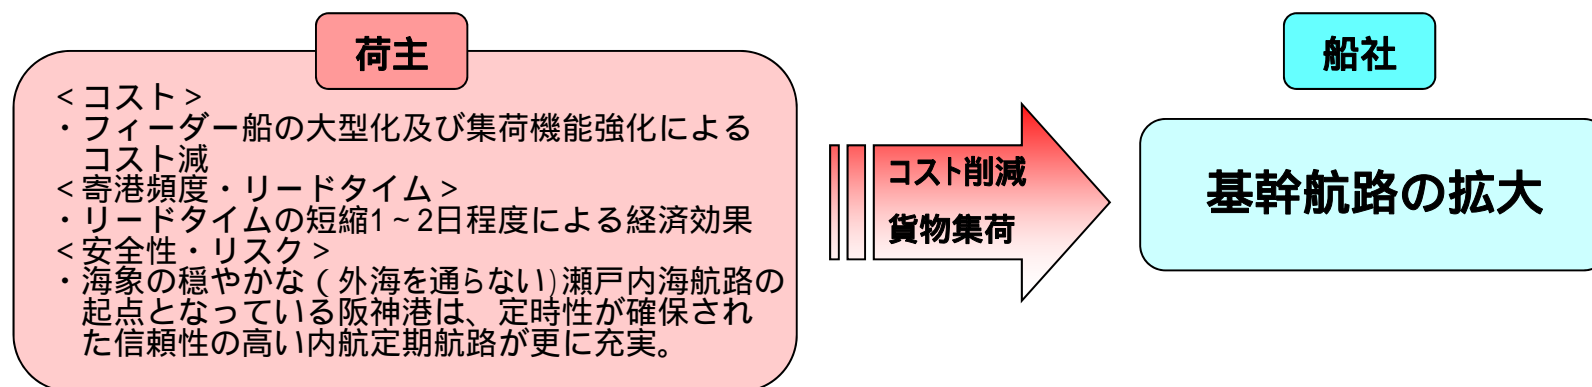 荷主
<コスト>
・フィーダー船の大型化及び集荷機能強化による
コスト減
<寄港頻度・リードタイム>
・リードタイムの短縮1~2日程度による経済効果
<安全性・リスク>
・海象の穏やかな(外海を通らない)瀬戸内海航路の
起点となっている阪神港は、定時性が確保され
た信頼性の高い内航定期航路が更に充実。
コスト削減
貨物集荷
船社
基幹航路の拡大